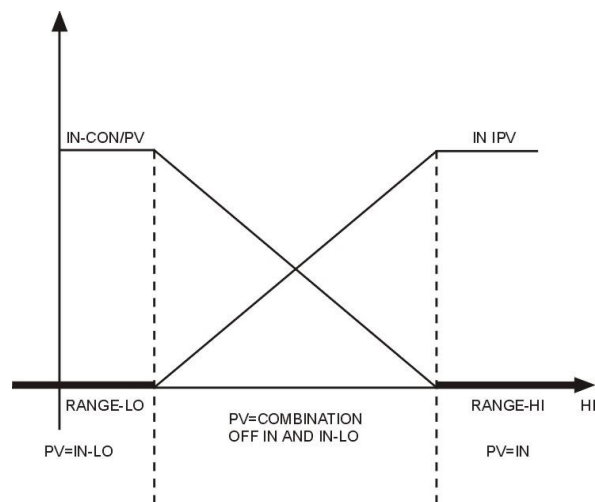 IN-CON/PV
IN IPV
RANGE-LO
RANGE-HI
HI
PV=COMBINATION
OFF IN AND IN-LO
PV=IN-LO
PV=IN